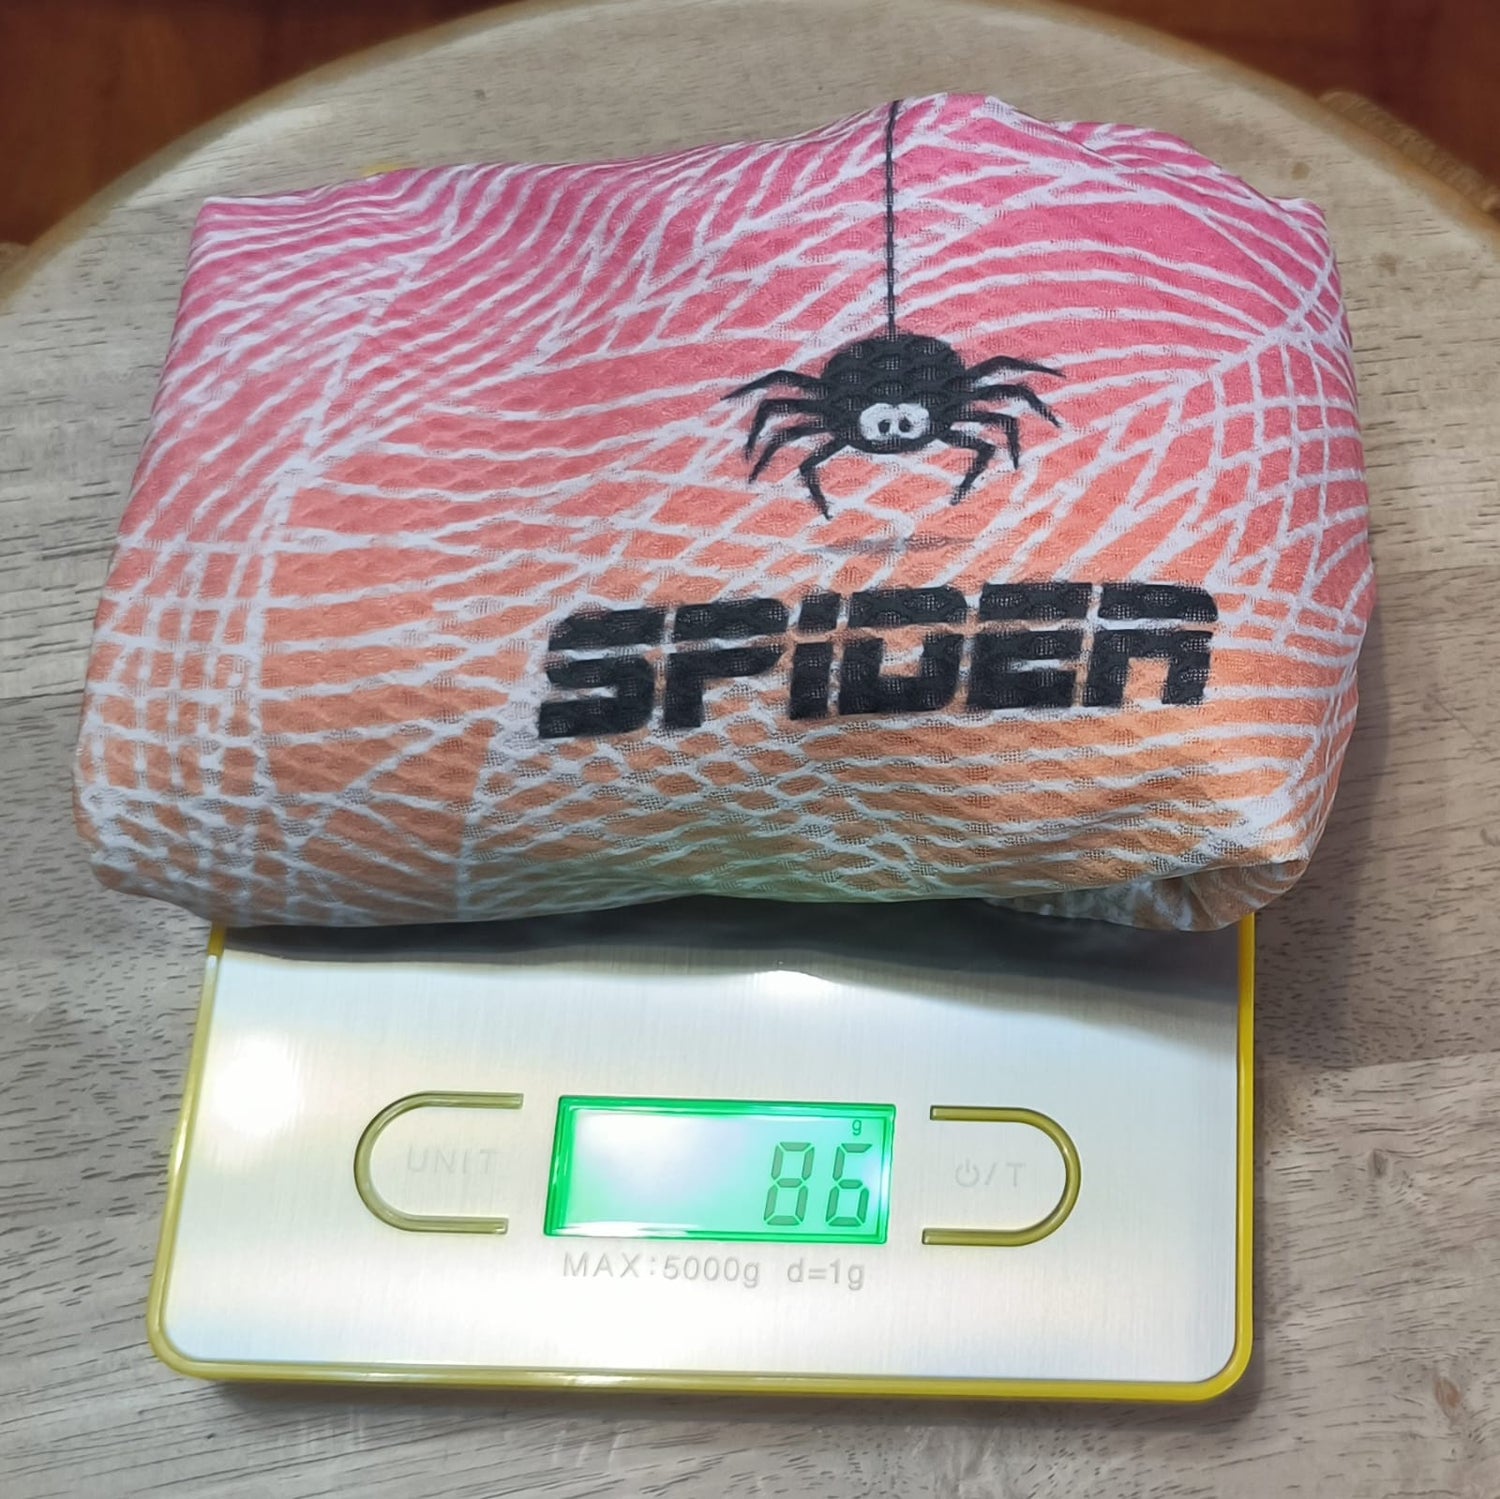 SPIDER
g
86
UNIT
⏻/T
MAX:5000g d=1g